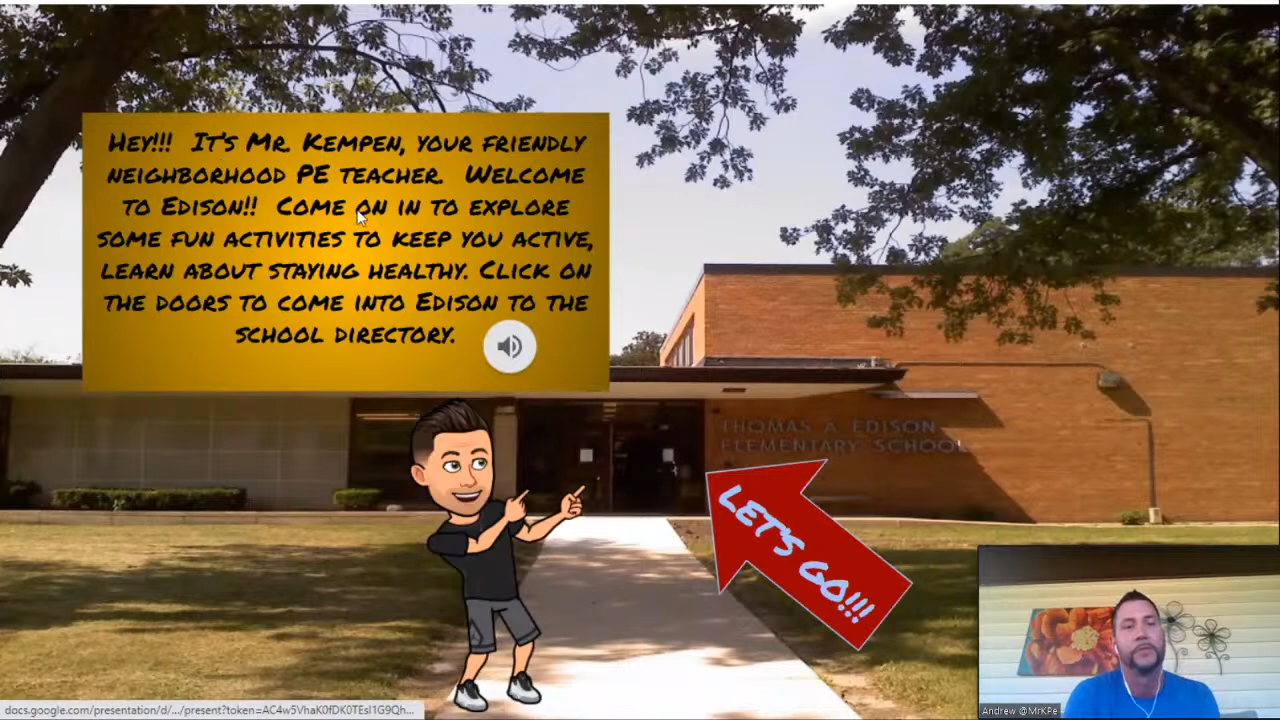 Hey!!! It's Mr. Kempen, your friendly
neighborhood PE teacher. Welcome
to Edison!! Come on in to explore
some fun activities to keep you active,
learn about staying healthy. Click on
the doors to come into Edison to the
school directory.
THOMAS A EDISON
ELEMENTARY SCHOOL
LET'S GO!!!
Andrew @MrKPe
docs.google.com/presentation/d/.../present?token=AC4w5VhaK0fDK0TEsI1G9Qh...